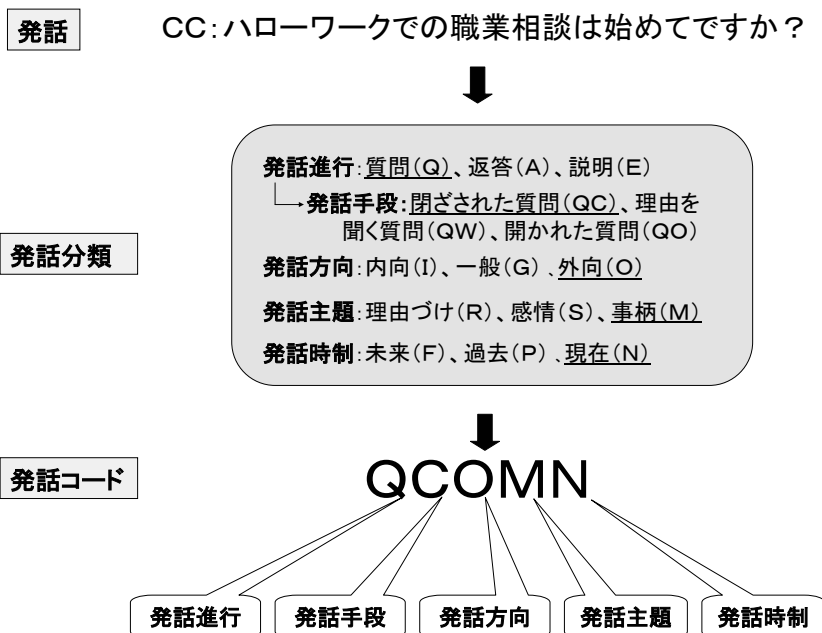 発話
CC:ハローワークでの職業相談は始めてですか？
発話分類
発話進行:質問(Q)、返答(A)、説明(E)
発話手段:閉ざされた質問(QC)、理由を
聞く質問(QW)、開かれた質問(QO)
発話方向:内向(I)、一般(G)、外向(O)
発話主題:理由づけ(R)、感情(S)、事柄(M)
発話時制:未来(F)、過去(P)、現在(N)
発話コード
QCOMN
発話進行
発話手段
発話方向
発話主題
発話時制